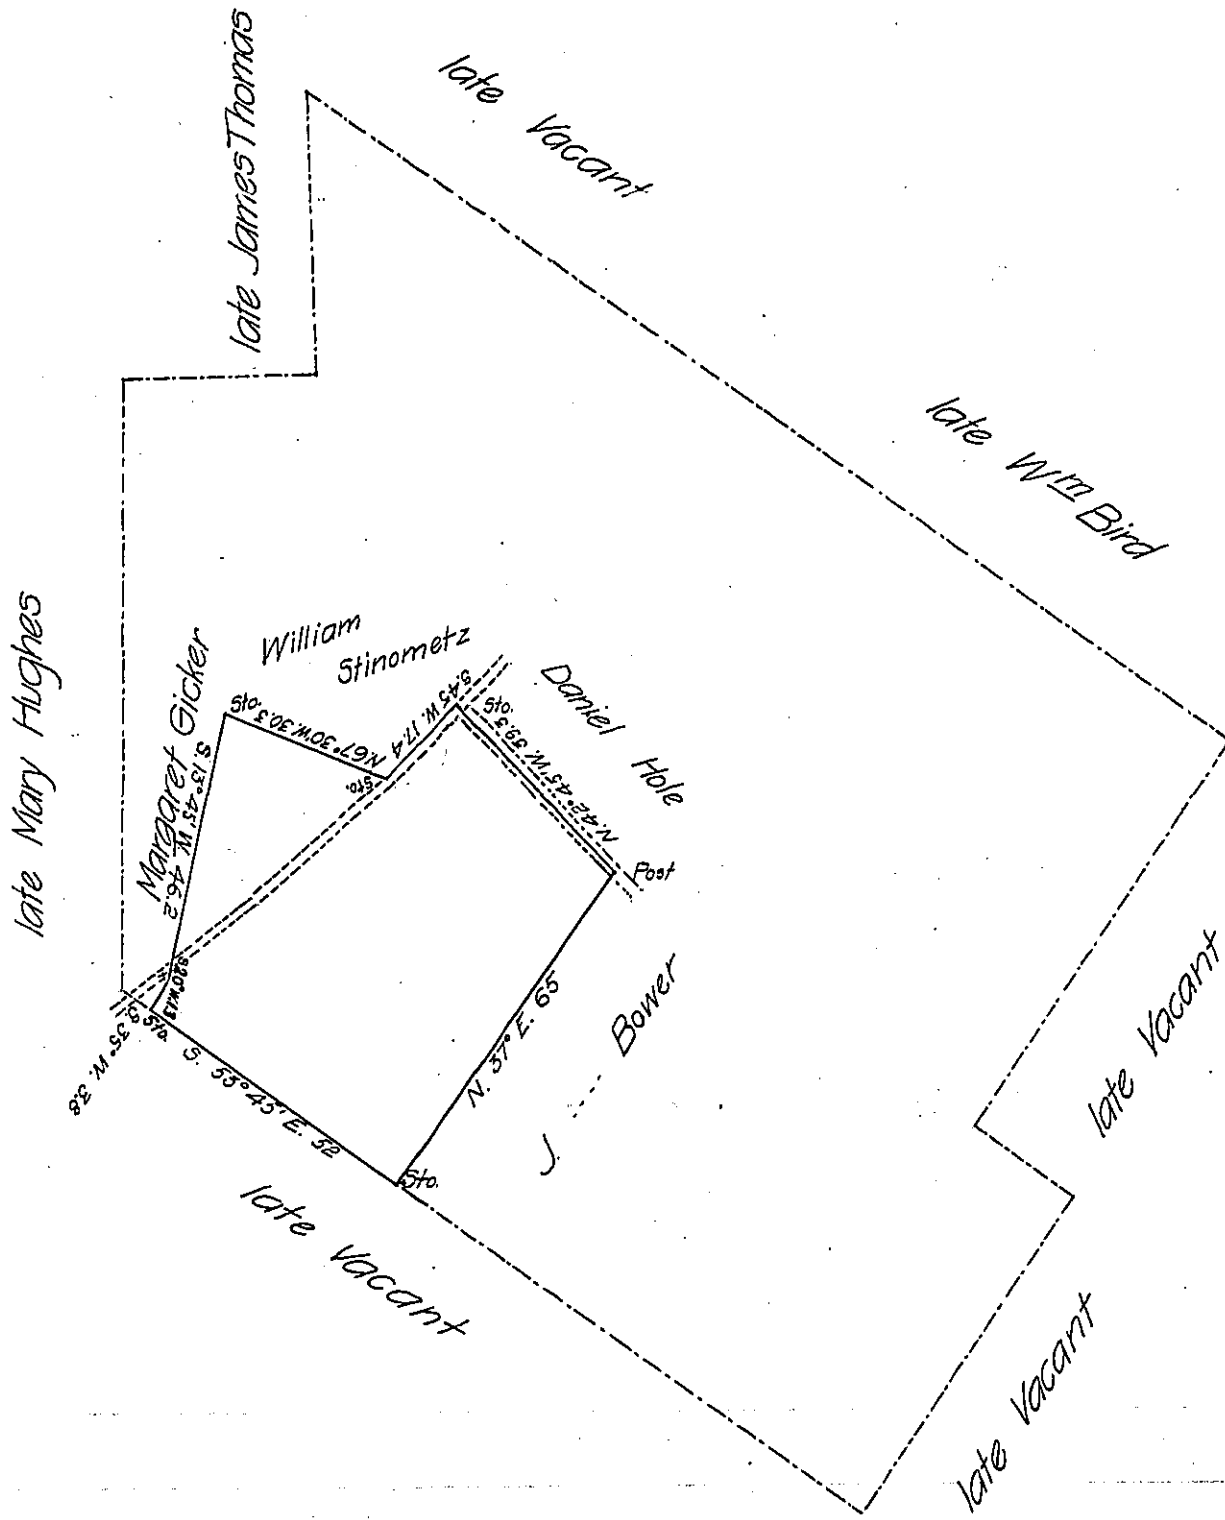 late James Thomas
late Vacant
late Wm Bird
late Mary Hughes
Margaret Gicker
S. 13° 45' W. 46.2
William
Stinometz
Sto.
N. 67° 30' W. 30.3
Sto.
S. 45 W. 17.4
Sto.
Daniel Hole
N. 42° 45' W. 39.3
Post
S. 20° W. 13
S. 35° W. 3.8
Sto.
S. 53° 45' E. 52
N. 37° E. 65
Sto.
J. ---- Bower
late Vacant
late Vacant
late Vacant